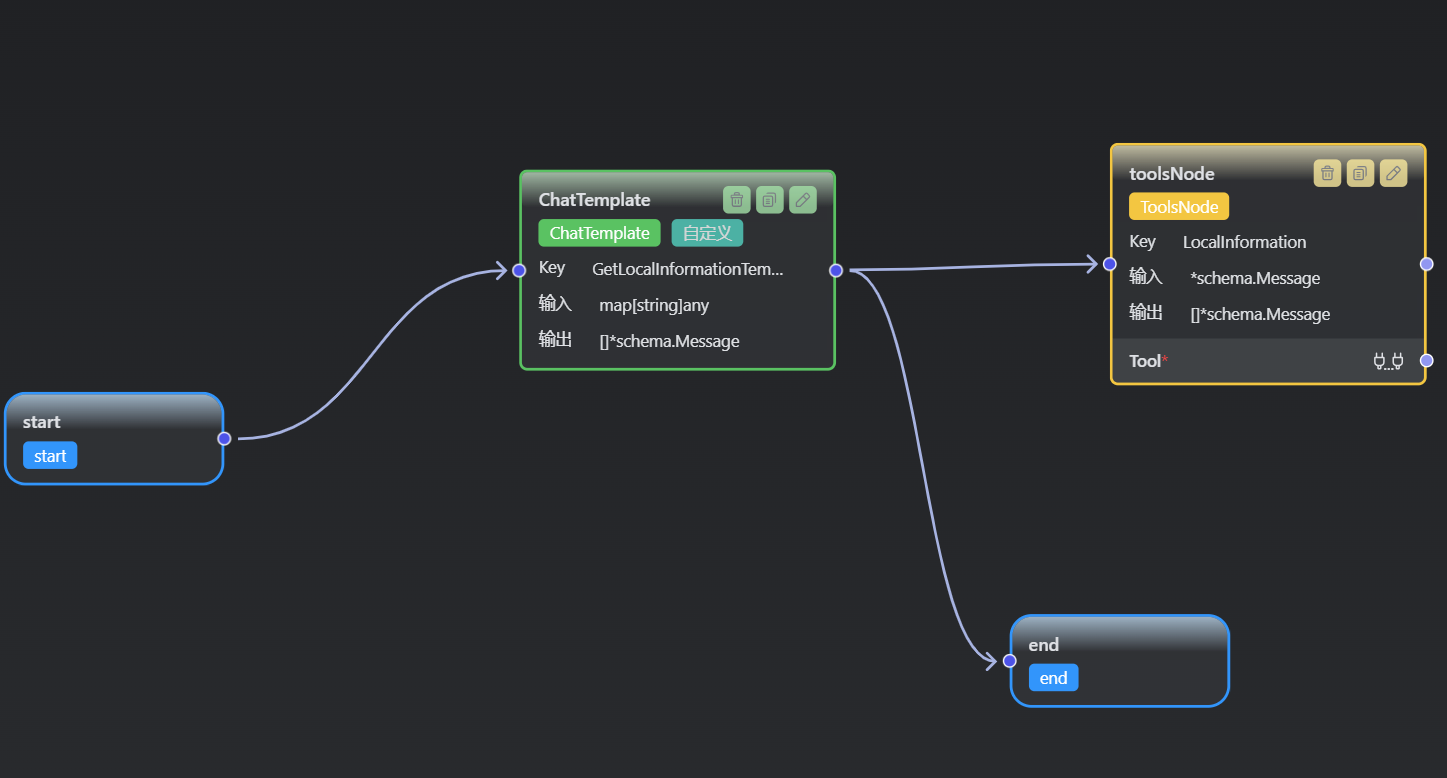 start
start
ChatTemplate
ChatTemplate 自定义
Key GetLocalInformationTem...
输入 map[string]any
输出 []*schema.Message
toolsNode
ToolsNode
Key LocalInformation
输入 *schema.Message
输出 []*schema.Message
Tool*
end
end